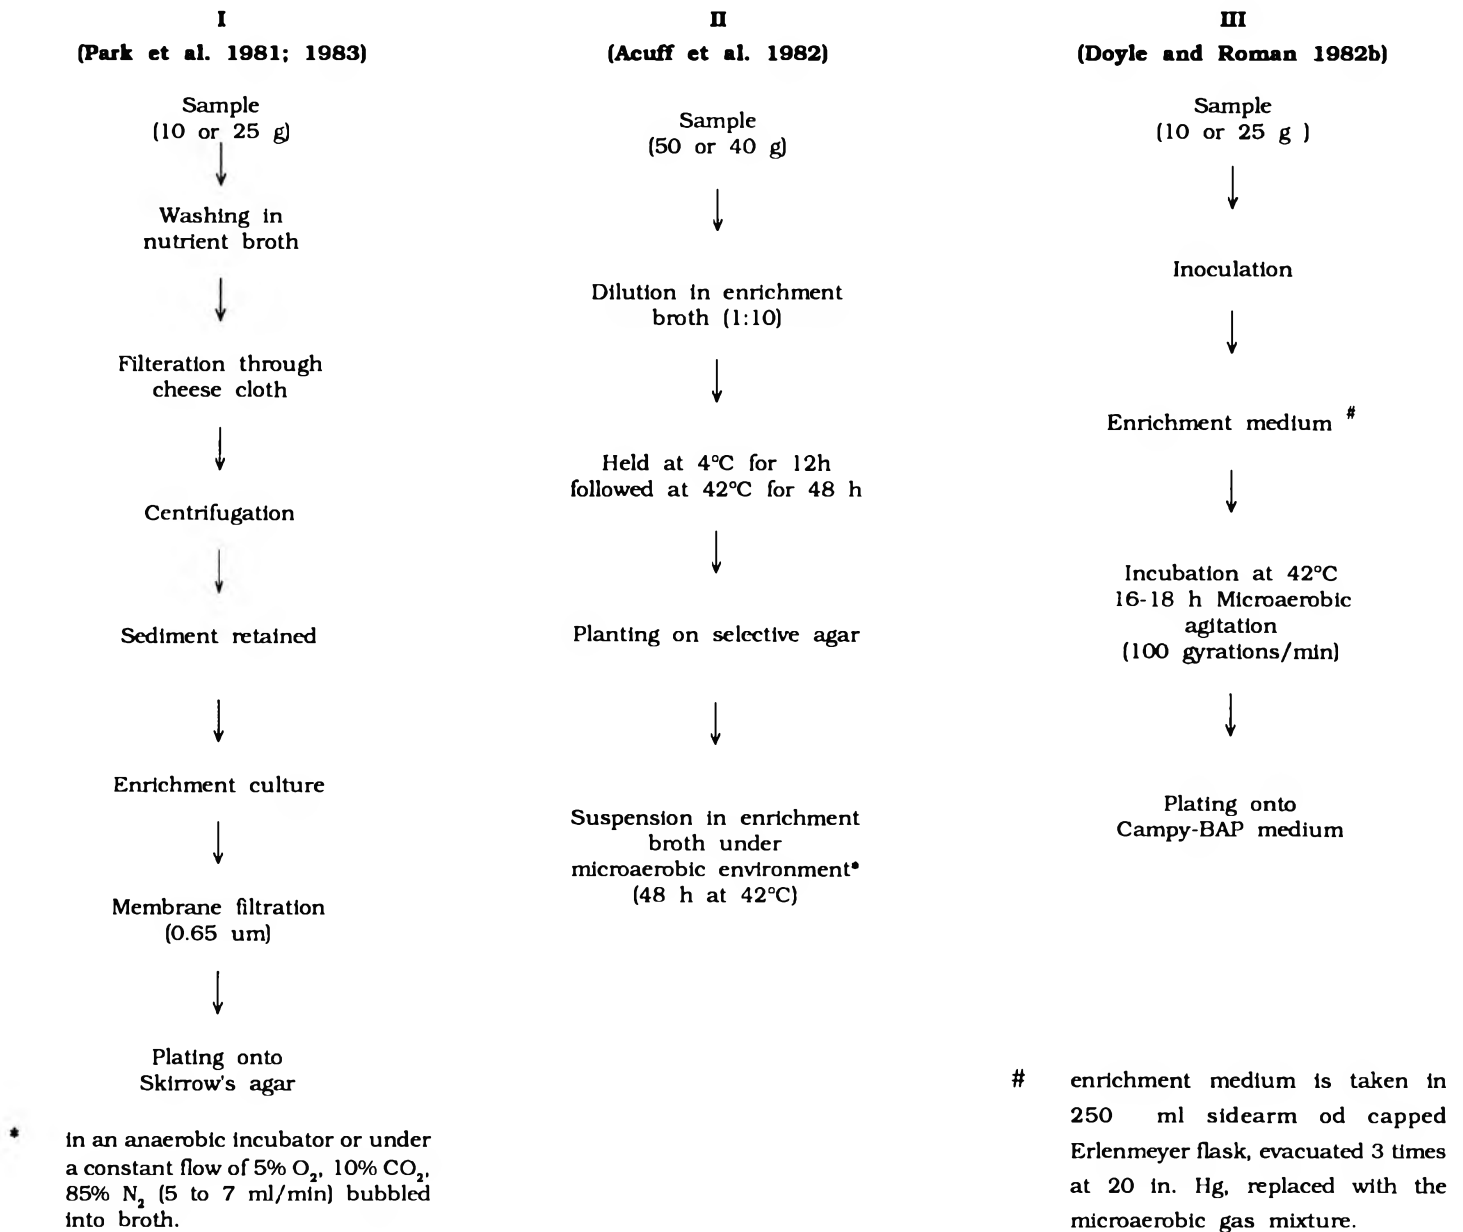 I
(Park et al. 1981; 1983)
Sample
(10 or 25 g)
Washing in
nutrient broth
Filteration through
cheese cloth
Centrifugation
Sediment retained
Enrichment culture
Membrane filtration
(0.65 um)
Plating onto
Skirrow's agar
* in an anaerobic incubator or under
a constant flow of 5% O₂, 10% CO₂,
85% N₂ (5 to 7 ml/min) bubbled
into broth.
II
(Acuff et al. 1982)
Sample
(50 or 40 g)
Dilution in enrichment
broth (1:10)
Held at 4°C for 12h
followed at 42°C for 48 h
Planting on selective agar
Suspension in enrichment
broth under
microaerobic environment*
(48 h at 42°C)
III
(Doyle and Roman 1982b)
Sample
(10 or 25 g )
Inoculation
Enrichment medium #
Incubation at 42°C
16-18 h Microaerobic
agitation
(100 gyrations/min)
Plating onto
Campy-BAP medium
# enrichment medium is taken in
250 ml sidearm od capped
Erlenmeyer flask, evacuated 3 times
at 20 in. Hg, replaced with the
microaerobic gas mixture.